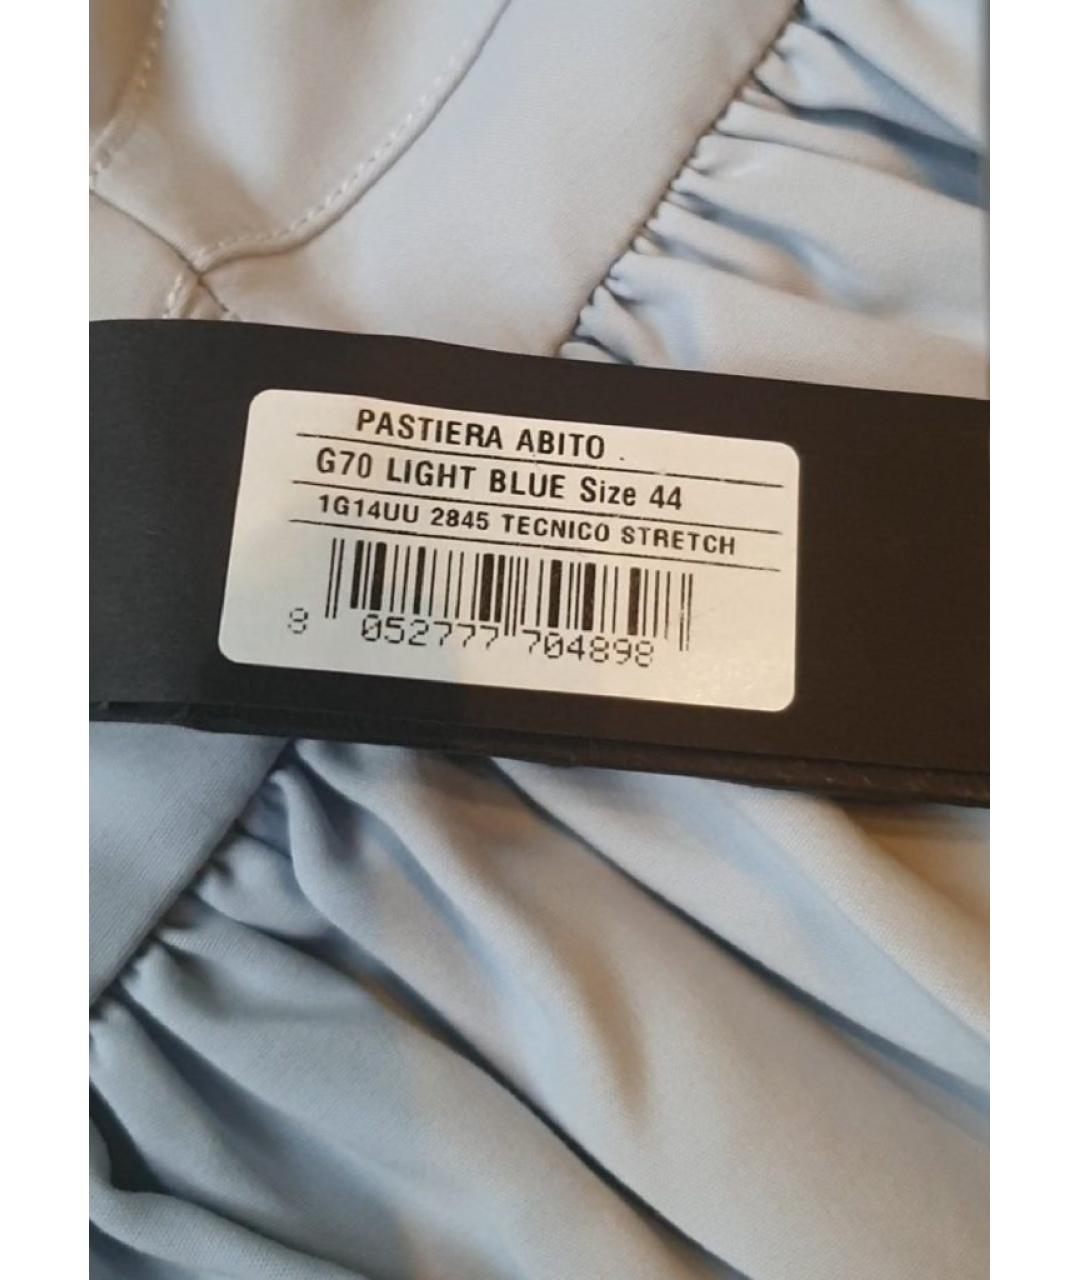 PASTIERA ABITO
G70 LIGHT BLUE Size 44
1G14UU 2845 TECNICO STRETCH
8 052777 704898